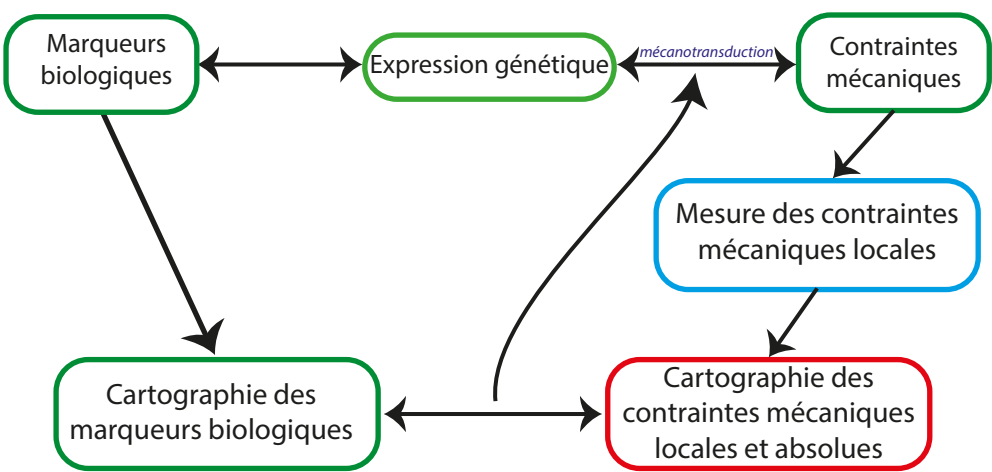 Marqueurs
biologiques
Expression génétique
mécanotransduction
Contraintes
mécaniques
Mesure des contraintes
mécaniques locales
Cartographie des
marqueurs biologiques
Cartographie des
contraintes mécaniques
locales et absolues